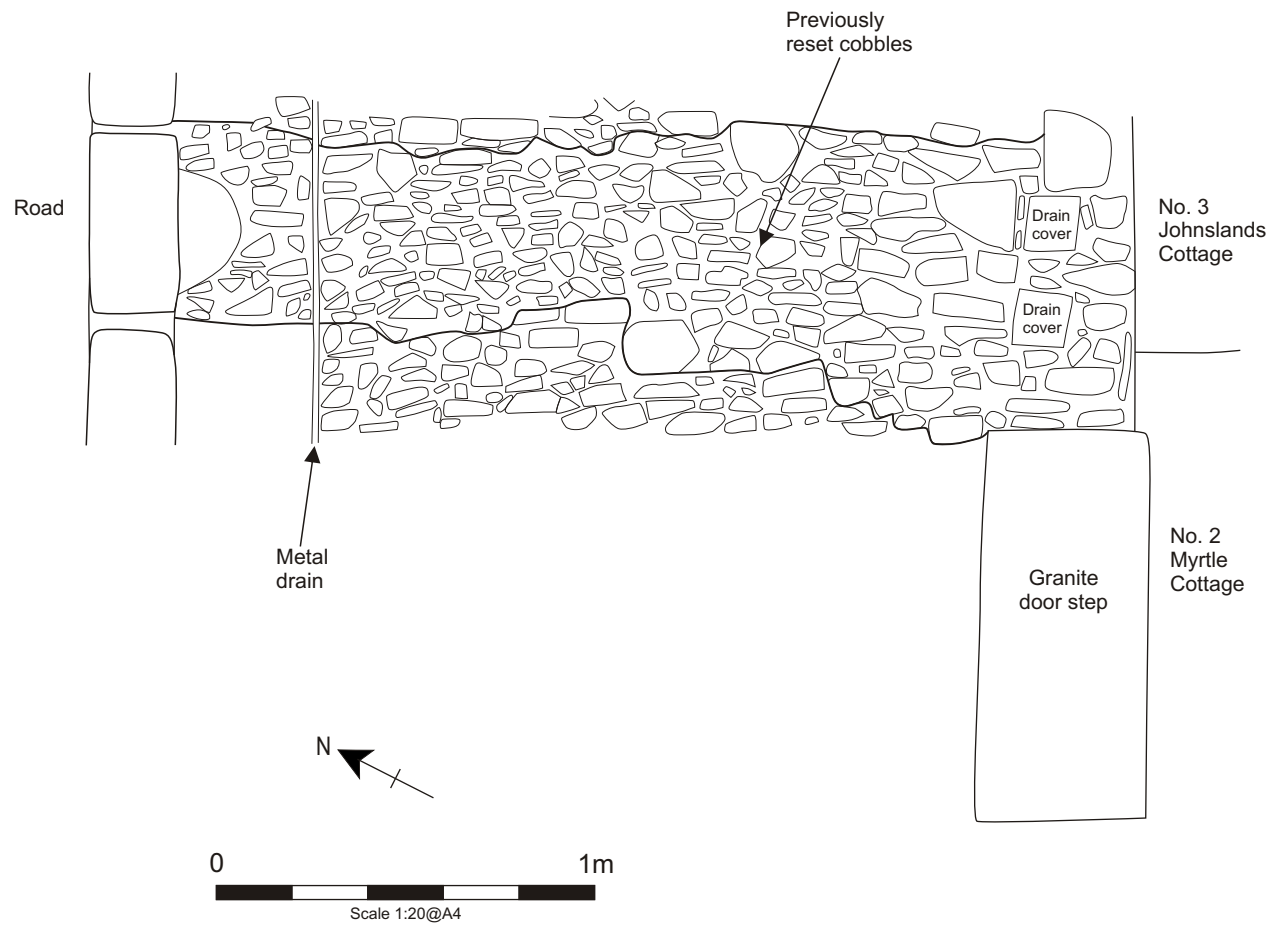 Previously
reset cobbles
Road
Drain
cover
No. 3
Johnslands
Cottage
Drain
cover
Metal
drain
No. 2
Myrtle
Cottage
Granite
door step
N
0 1m
Scale 1:20@A4